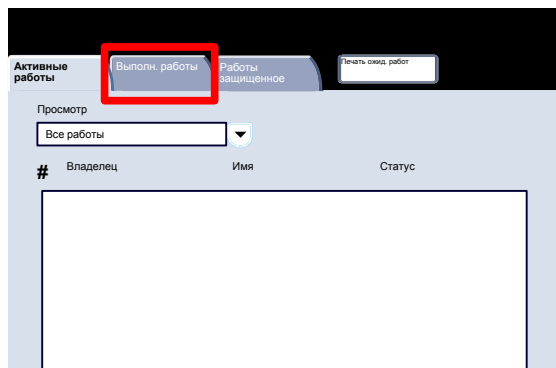 Активные
работы
Выполн. работы
Работы
защищенное
Печать ожид. работ
Просмотр
Все работы
# Владелец Имя Статус